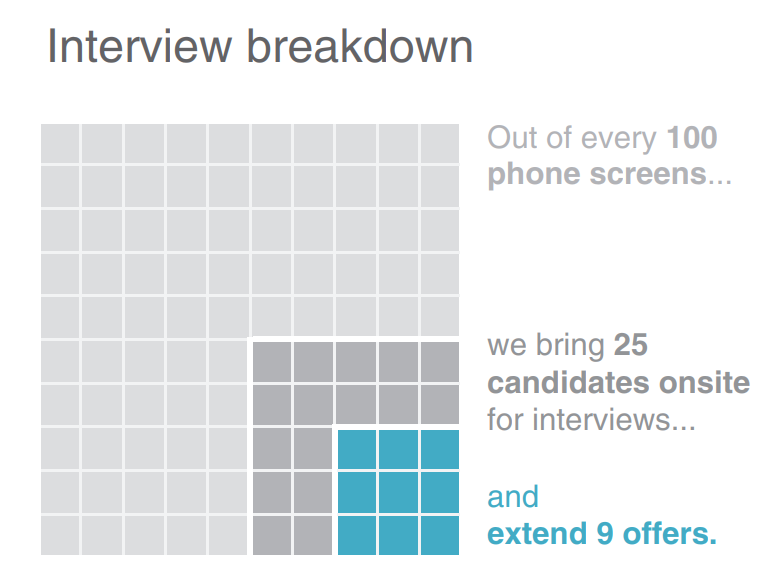 Interview breakdown
Out of every 100
phone screens...
we bring 25
candidates onsite
for interviews...
and
extend 9 offers.